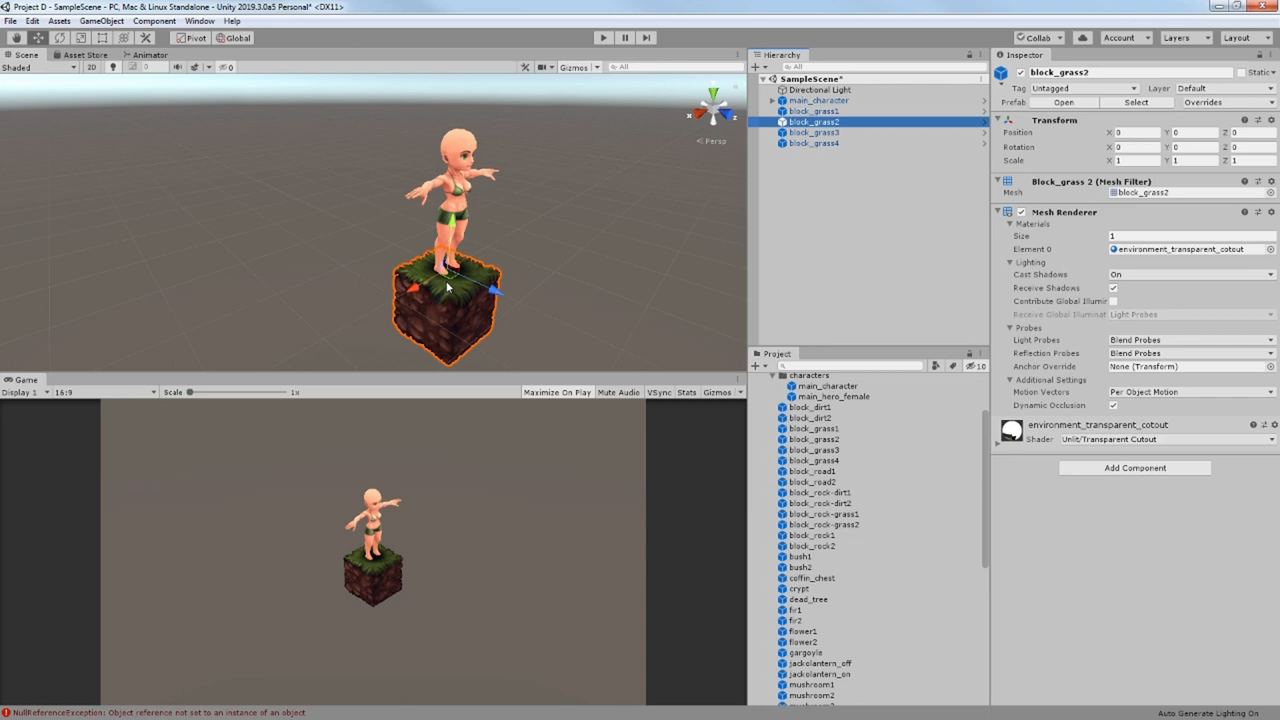 Project D - SampleScene - PC, Mac & Linux Standalone - Unity 2019.3.0a5 Personal* <DX11>
File Edit Assets GameObject Component Window Help
Pivot Global Collab Account Layers Layout
Scene Asset Store Animator
Shaded 2D 0 0 Gizmos All
x z
Persp
Game
Display 1 16:9 Scale 1x Maximize On Play Mute Audio VSync Stats Gizmos
Hierarchy
All
SampleScene*
Directional Light
main_character
block_grass1
block_grass2
block_grass3
block_grass4
Project
10
characters
main_character
main_hero_female
block_dirt1
block_dirt2
block_grass1
block_grass2
block_grass3
block_grass4
block_road1
block_road2
block_rock-dirt1
block_rock-dirt2
block_rock-grass1
block_rock-grass2
block_rock1
block_rock2
bush1
bush2
coffin_chest
crypt
dead_tree
fir1
fir2
flower1
flower2
gargoyle
jackolantern_off
jackolantern_on
mushroom1
mushroom2
Inspector
block_grass2 Static
Tag Untagged Layer Default
Prefab Open Select Overrides
Transform
Position X 0 Y 0 Z 0
Rotation X 0 Y 0 Z 0
Scale X 1 Y 1 Z 1
Block_grass 2 (Mesh Filter)
Mesh block_grass2
Mesh Renderer
Materials
Size 1
Element 0 environment_transparent_cotout
Lighting
Cast Shadows On
Receive Shadows
Contribute Global Illumir
Receive Global Illuminat Light Probes
Probes
Light Probes Blend Probes
Reflection Probes Blend Probes
Anchor Override None (Transform)
Additional Settings
Motion Vectors Per Object Motion
Dynamic Occlusion
environment_transparent_cotout
Shader Unlit/Transparent Cutout
Add Component
NullReferenceException: Object reference not set to an instance of an object
Auto Generate Lighting On